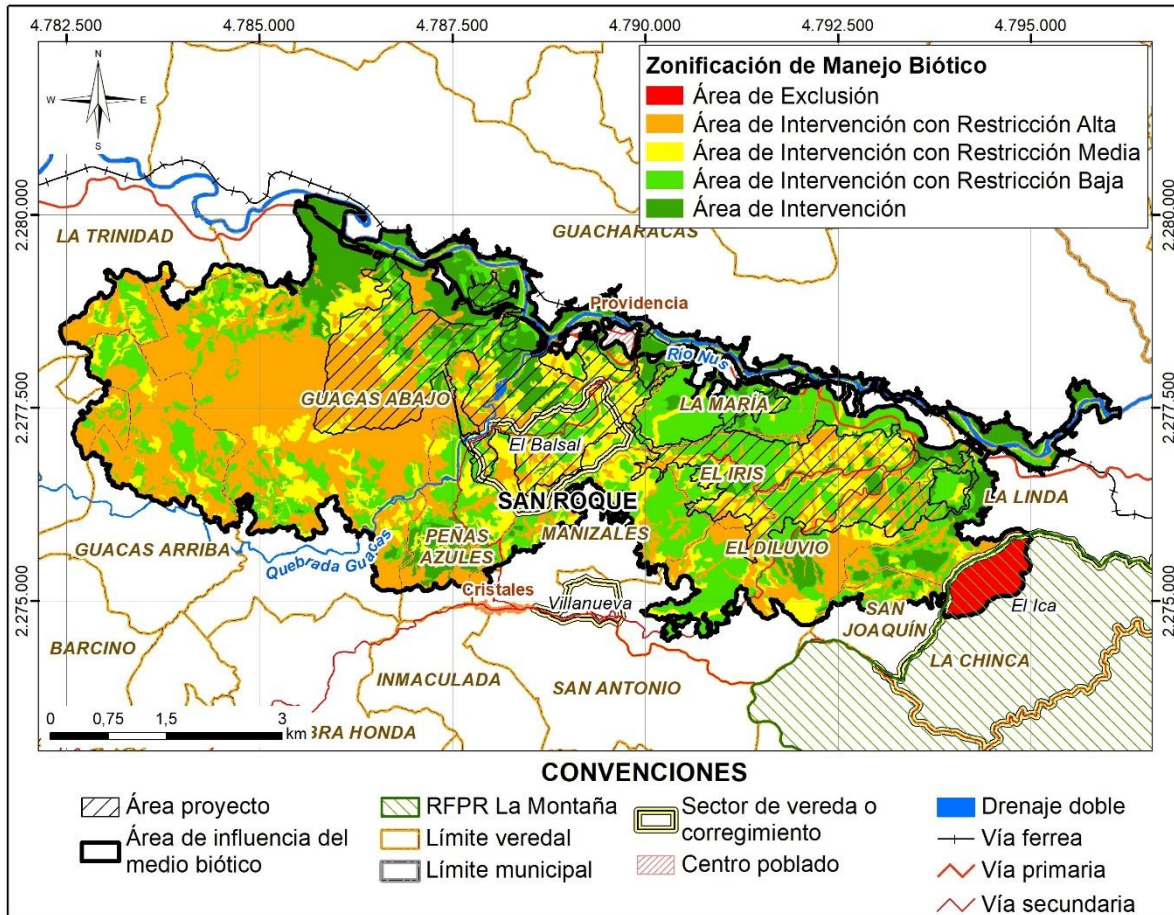 4.782.500 4.785.000 4.787.500 4.790.000 4.792.500 4.795.000
N
W E
S
Zonificación de Manejo Biótico
Área de Exclusión
Área de Intervención con Restricción Alta
Área de Intervención con Restricción Media
Área de Intervención con Restricción Baja
Área de Intervención
2.280.000
2.280.000
LA TRINIDAD
GUACHARACAS
Providencia
Río Nus
2.277.500
2.277.500
GUACAS ABAJO
LA MARÍA
El Balsal
EL IRIS
SAN ROQUE
LA LINDA
GUACAS ARRIBA
PEÑAS
AZULES
MANIZALES
EL DILUVIO
Quebrada Guacas
2.275.000
2.275.000
Cristales
Villanueva
SAN
JOAQUÍN
El Ica
BARCINO
LA CHINCA
INMACULADA
SAN ANTONIO
BRA HONDA
0 0,75 1,5 3
km
CONVENCIONES
Área proyecto
Área de influencia del
medio biótico
RFPR La Montaña
Límite veredal
Límite municipal
Sector de vereda o
corregimiento
Centro poblado
Drenaje doble
Vía ferrea
Vía primaria
Vía secundaria